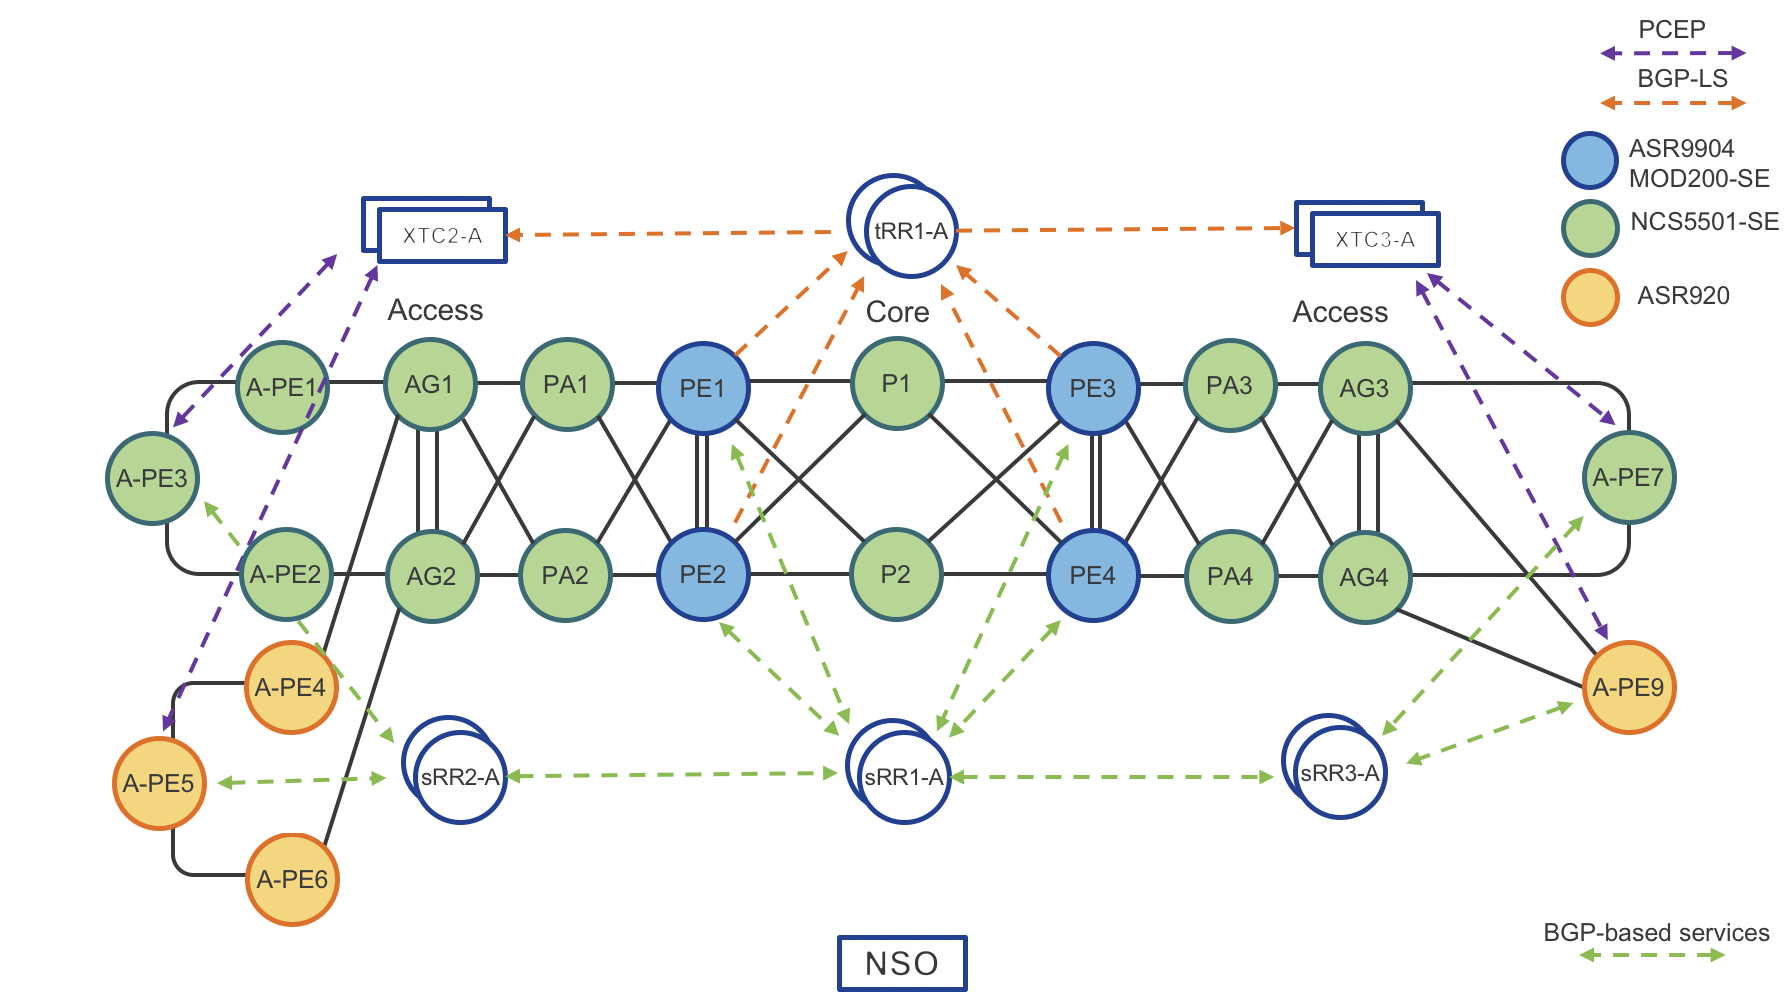 PCEP
BGP-LS
ASR9904
MOD200-SE
NCS5501-SE
ASR920
XTC2-A
tRR1-A
XTC3-A
Access
Core
Access
A-PE1
AG1
PA1
PE1
P1
PE3
PA3
AG3
A-PE3
A-PE7
A-PE2
AG2
PA2
PE2
P2
PE4
PA4
AG4
A-PE4
A-PE9
A-PE5
sRR2-A
sRR1-A
sRR3-A
A-PE6
BGP-based services
NSO